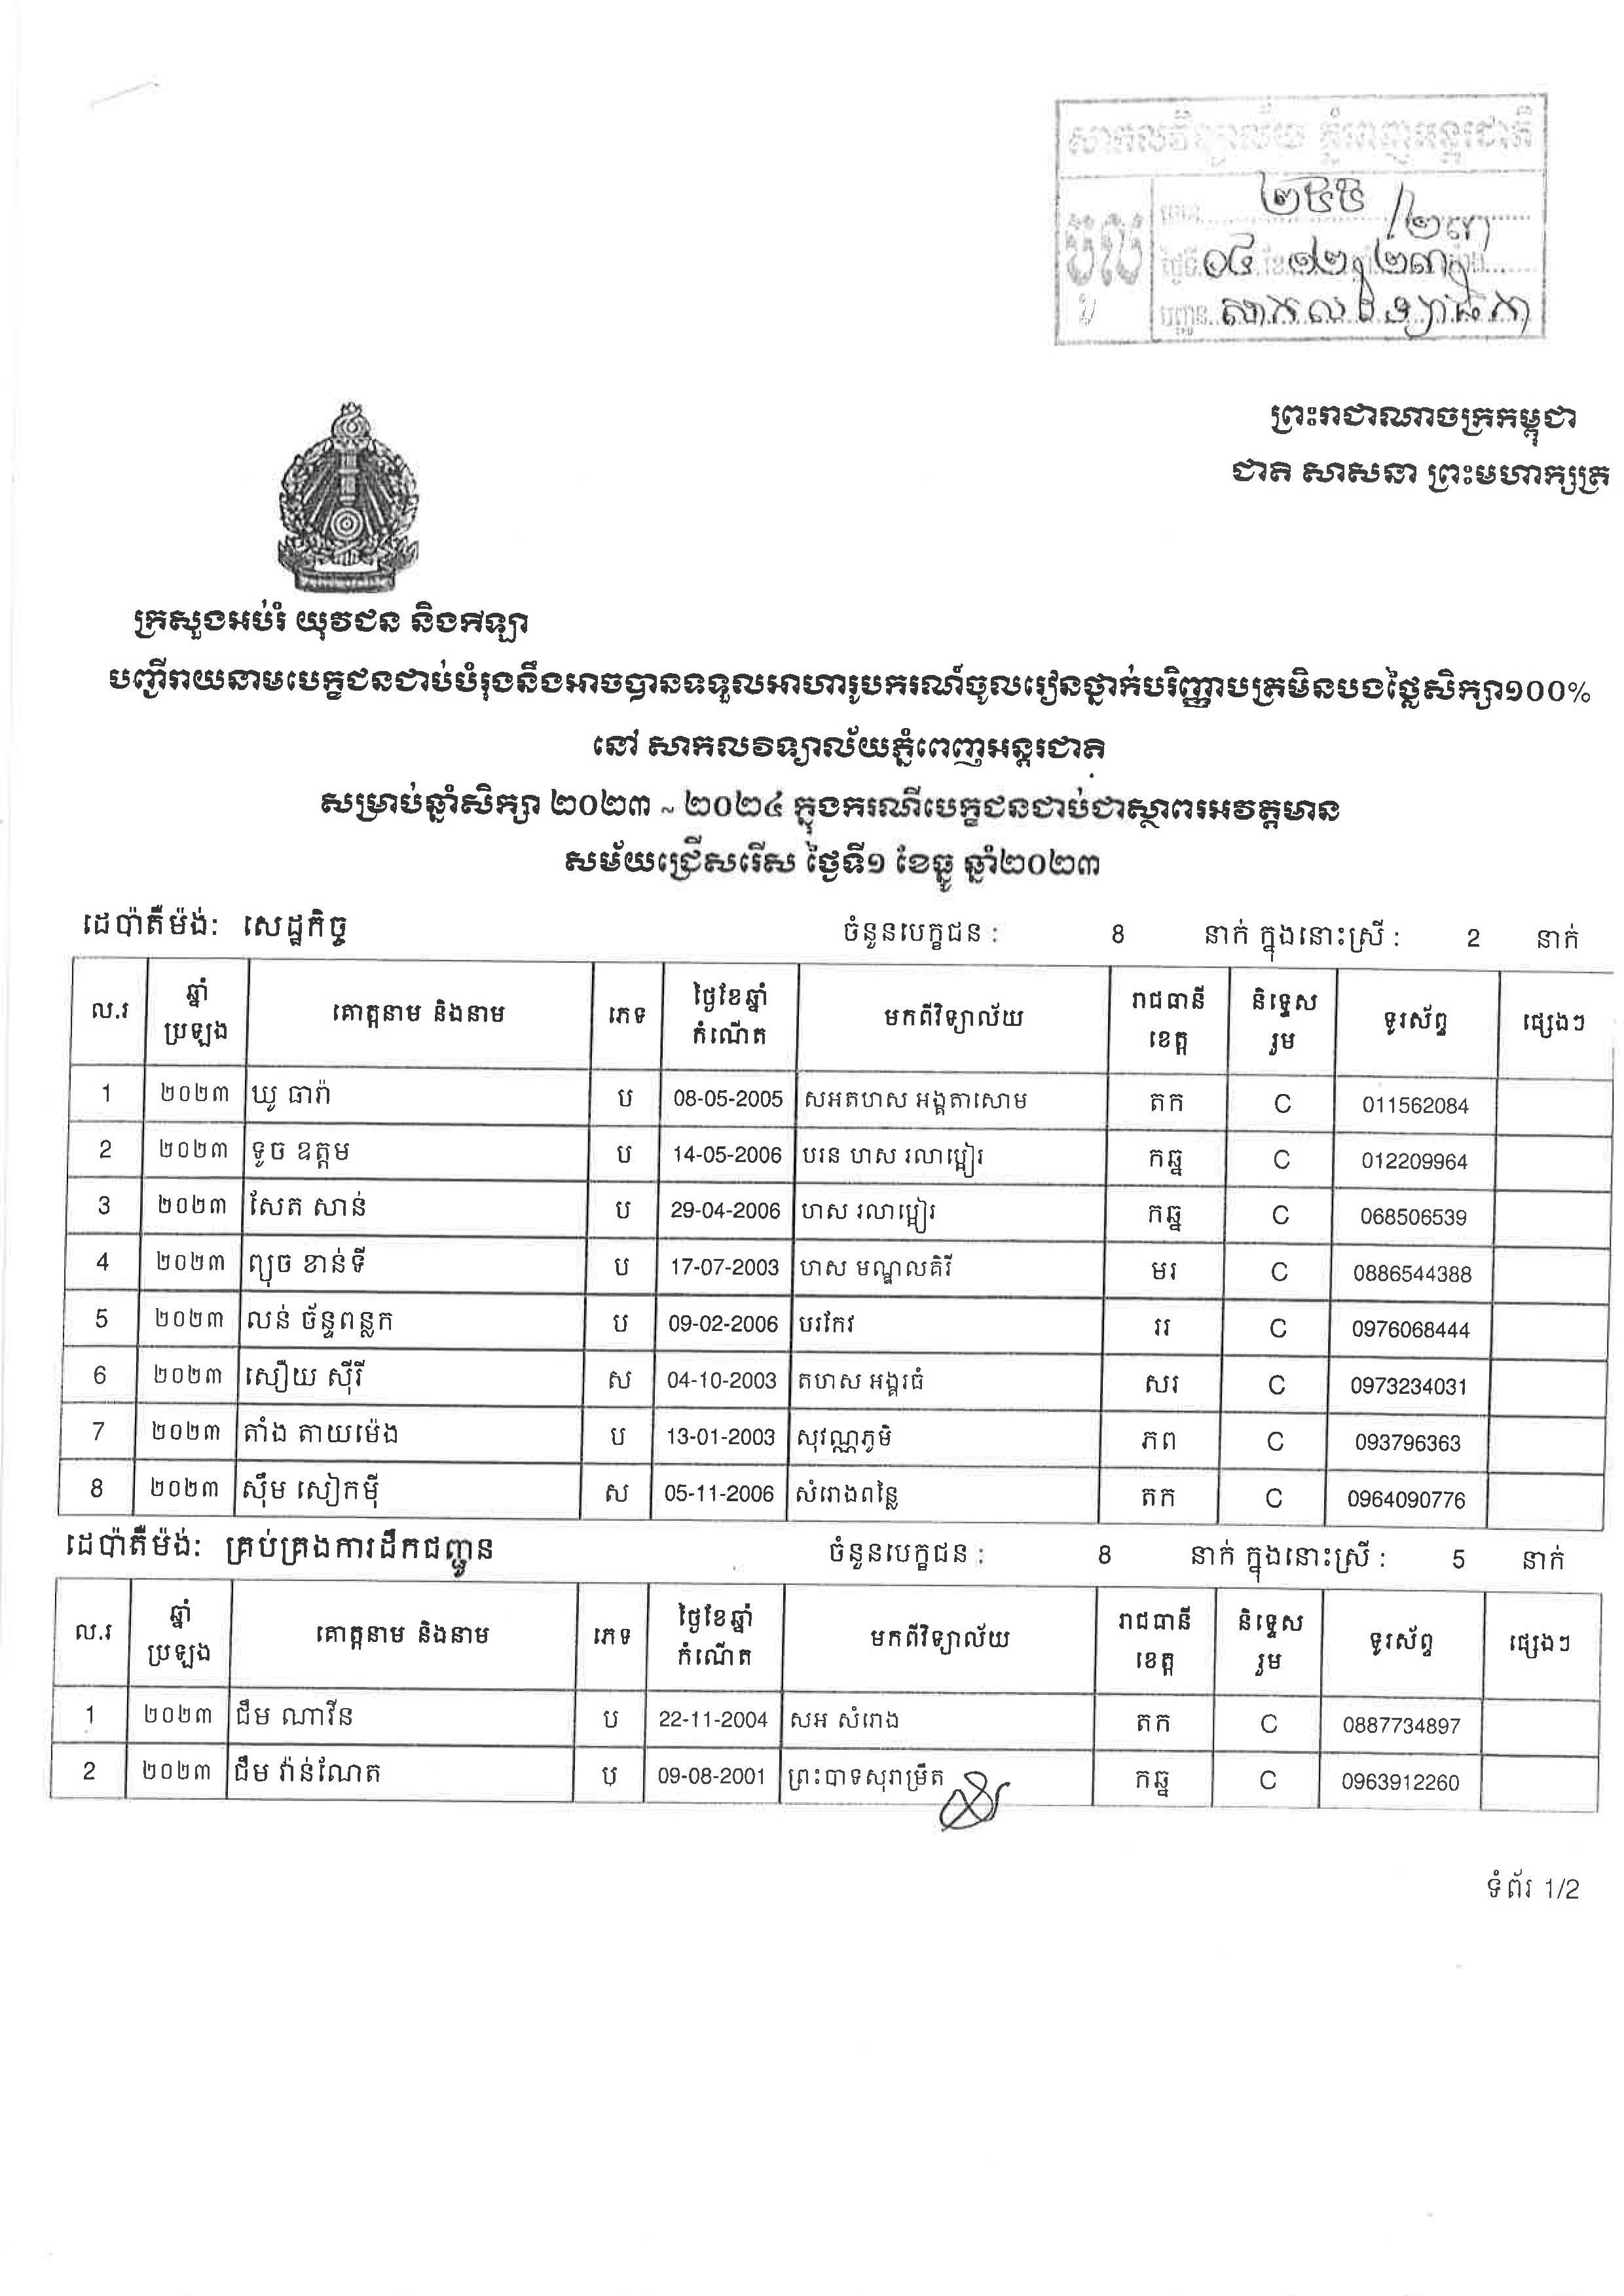 សាកលវិទ្យាល័យ ភ្នំពេញអន្តរជាតិ
ចូល
លេខ ២៥៥ /២៣
ថ្ងៃទី ០៤ ខែ ១២ ឆ្នាំ ២៣
បញ្ជូន សាកលវិទ្យាធិការ
ព្រះរាជាណាចក្រកម្ពុជា
ជាតិ សាសនា ព្រះមហាក្សត្រ
ក្រសួងអប់រំ យុវជន និងកីឡា
បញ្ជីរាយនាមបេក្ខជនជាប់បំរុងនឹងអាចបានទទួលអាហារូបករណ៍ចូលរៀនថ្នាក់បរិញ្ញាបត្រមិនបងថ្លៃសិក្សា១០០%
នៅ សាកលវិទ្យាល័យភ្នំពេញអន្តរជាតិ
សម្រាប់ឆ្នាំសិក្សា ២០២៣ ~ ២០២៤ ក្នុងករណីបេក្ខជនជាប់ជាស្ថាពរអវត្តមាន
សម័យជ្រើសរើស ថ្ងៃទី១ ខែធ្នូ ឆ្នាំ២០២៣
ដេប៉ាតឺម៉ង់: សេដ្ឋកិច្ច ចំនួនបេក្ខជន : 8 នាក់ ក្នុងនោះស្រី : 2 នាក់
ល.រ ឆ្នាំប្រឡង គោត្តនាម និងនាម ភេទ ថ្ងៃខែឆ្នាំកំណើត មកពីវិទ្យាល័យ រាជធានីខេត្ត និទ្ទេសរួម ទូរស័ព្ទ ផ្សេងៗ
1 ២០២៣ ឃូ ធារ៉ា ប 08-05-2005 សអតហស អង្គតាសោម តក C 011562084
2 ២០២៣ ទូច ឧត្តម ប 14-05-2006 បរន ហស រលាប្អៀរ កឆ្ន C 012209964
3 ២០២៣ សែត សាន់ ប 29-04-2006 ហស រលាប្អៀរ កឆ្ន C 068506539
4 ២០២៣ ព្យុច ខាន់ទី ប 17-07-2003 ហស មណ្ឌលគិរី មរ C 0886544388
5 ២០២៣ លន់ ច័ន្ទពន្លក ប 09-02-2006 បរកែវ ររ C 0976068444
6 ២០២៣ សឿយ ស៊ីរី ស 04-10-2003 តហស អង្គរធំ សរ C 0973234031
7 ២០២៣ តាំង តាយម៉េង ប 13-01-2003 សុវណ្ណភូមិ ភព C 093796363
8 ២០២៣ ស៊ឹម សៀកម៉ី ស 05-11-2006 សំរោងពន្លៃ តក C 0964090776
ដេប៉ាតឺម៉ង់: គ្រប់គ្រងការដឹកជញ្ជូន ចំនួនបេក្ខជន : 8 នាក់ ក្នុងនោះស្រី : 5 នាក់
ល.រ ឆ្នាំប្រឡង គោត្តនាម និងនាម ភេទ ថ្ងៃខែឆ្នាំកំណើត មកពីវិទ្យាល័យ រាជធានីខេត្ត និទ្ទេសរួម ទូរស័ព្ទ ផ្សេងៗ
1 ២០២៣ ជឹម ណាវីន ប 22-11-2004 សអ សំរោង តក C 0887734897
2 ២០២៣ ជឹម វ៉ាន់ណែត ប 09-08-2001 ព្រះបាទសុរាម្រឹត កឆ្ន C 0963912260
ទំព័រ 1/2